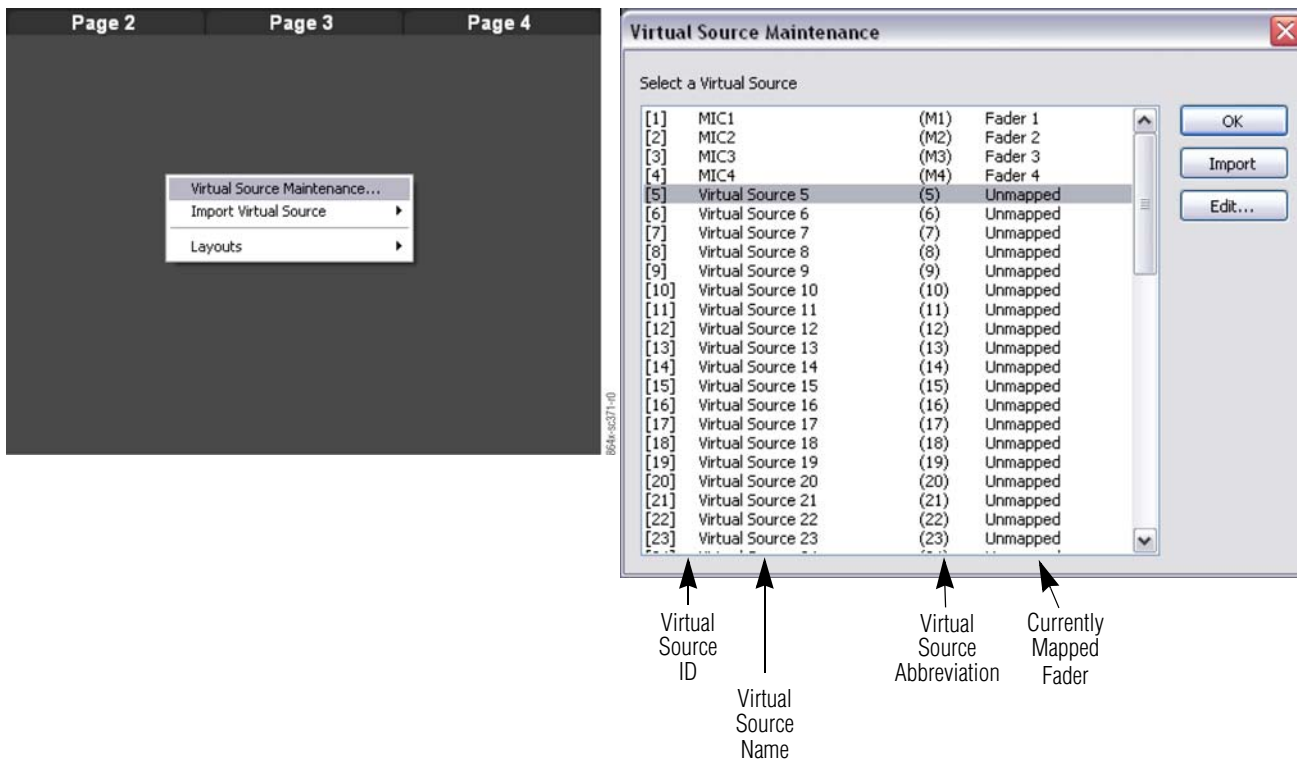 Page 2 Page 3 Page 4
Virtual Source Maintenance...
Import Virtual Source
Layouts
864x-sc371-r0
Virtual Source Maintenance
Select a Virtual Source
[1] MIC1 (M1) Fader 1
[2] MIC2 (M2) Fader 2
[3] MIC3 (M3) Fader 3
[4] MIC4 (M4) Fader 4
[5] Virtual Source 5 (5) Unmapped
[6] Virtual Source 6 (6) Unmapped
[7] Virtual Source 7 (7) Unmapped
[8] Virtual Source 8 (8) Unmapped
[9] Virtual Source 9 (9) Unmapped
[10] Virtual Source 10 (10) Unmapped
[11] Virtual Source 11 (11) Unmapped
[12] Virtual Source 12 (12) Unmapped
[13] Virtual Source 13 (13) Unmapped
[14] Virtual Source 14 (14) Unmapped
[15] Virtual Source 15 (15) Unmapped
[16] Virtual Source 16 (16) Unmapped
[17] Virtual Source 17 (17) Unmapped
[18] Virtual Source 18 (18) Unmapped
[19] Virtual Source 19 (19) Unmapped
[20] Virtual Source 20 (20) Unmapped
[21] Virtual Source 21 (21) Unmapped
[22] Virtual Source 22 (22) Unmapped
[23] Virtual Source 23 (23) Unmapped
OK
Import
Edit...
Virtual
Source
ID
Virtual
Source
Name
Virtual
Source
Abbreviation
Currently
Mapped
Fader